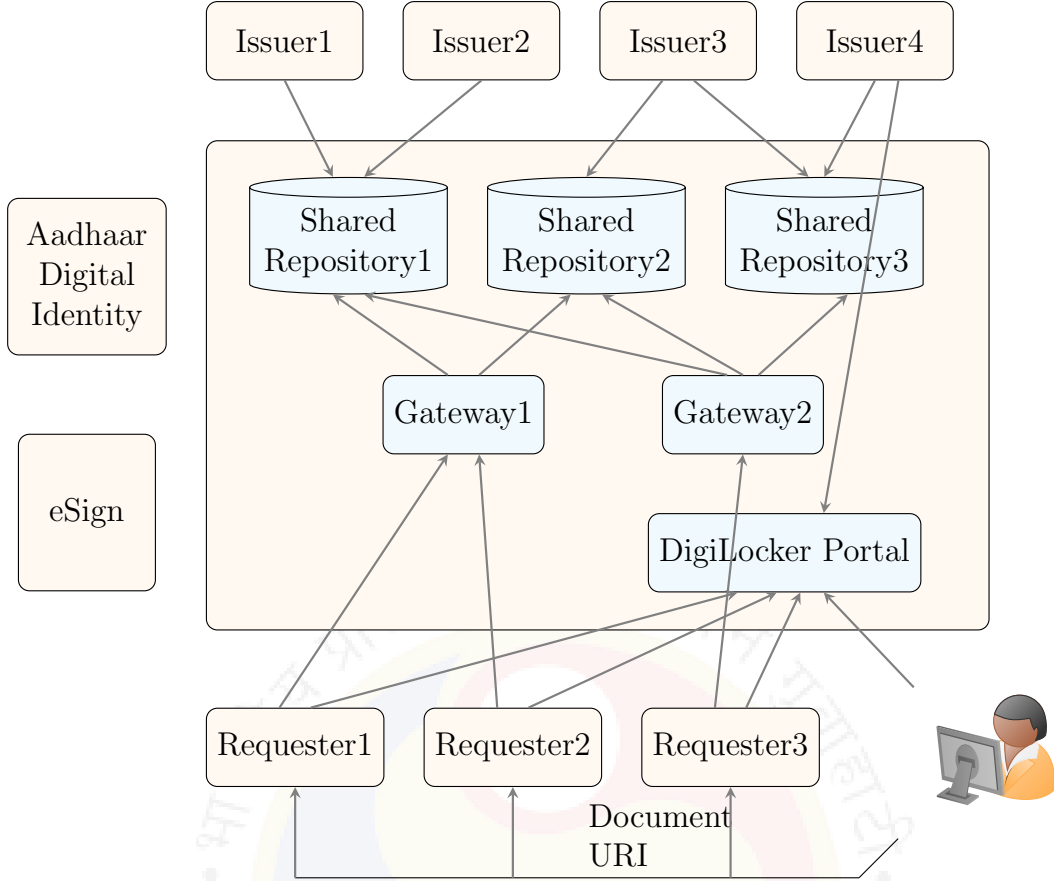 Issuer1
Issuer2
Issuer3
Issuer4
Aadhaar
Digital
Identity
Shared
Repository1
Shared
Repository2
Shared
Repository3
Gateway1
Gateway2
eSign
DigiLocker Portal
Requester1
Requester2
Requester3
Document
URI